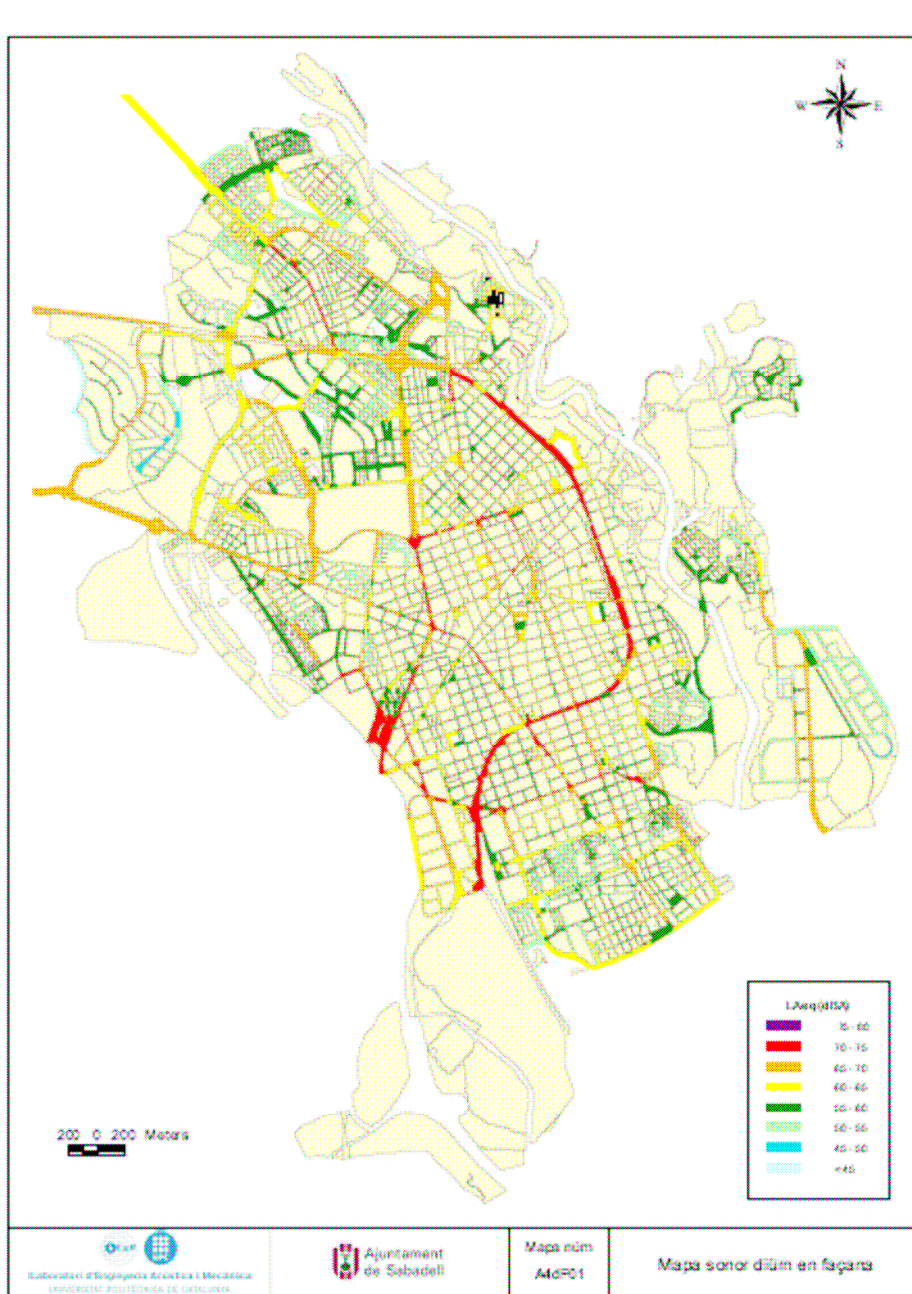 N
W E
S
LAeq(dBA)
75 - 80
70 - 75
65 - 70
60 - 65
55 - 60
50 - 55
45 - 50
<45
200 0 200 Meters
Laboratori d'Enginyeria Acústica i Mecànica
UNIVERSITAT POLITÈCNICA DE CATALUNYA
Ajuntament
de Sabadell
Mapa núm
A4dF01
Mapa sonor diürn en façana